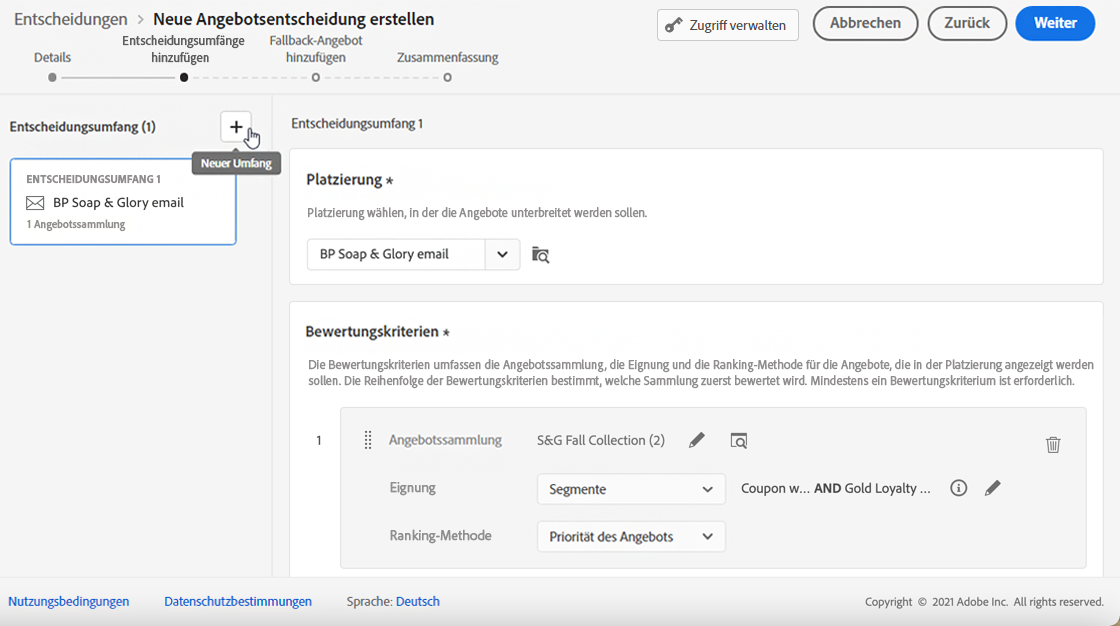 Entscheidungen > Neue Angebotsentscheidung erstellen
Zugriff verwalten
Abbrechen
Zurück
Weiter
Details
Entscheidungsumfänge
hinzufügen
Fallback-Angebot
hinzufügen
Zusammenfassung
Entscheidungsumfang (1)
+
Neuer Umfang
ENTSCHEIDUNGSUMFANG 1
BP Soap & Glory email
1 Angebotssammlung
Entscheidungsumfang 1
Platzierung *
Platzierung wählen, in der die Angebote unterbreitet werden sollen.
BP Soap & Glory email
Bewertungskriterien *
Die Bewertungskriterien umfassen die Angebotssammlung, die Eignung und die Ranking-Methode für die Angebote, die in der Platzierung angezeigt werden
sollen. Die Reihenfolge der Bewertungskriterien bestimmt, welche Sammlung zuerst bewertet wird. Mindestens ein Bewertungskriterium ist erforderlich.
1
Angebotssammlung S&G Fall Collection (2)
Eignung Segmente Coupon w... AND Gold Loyalty ...
Ranking-Methode Priorität des Angebots
Nutzungsbedingungen Datenschutzbestimmungen Sprache: Deutsch Copyright © 2021 Adobe Inc. All rights reserved.